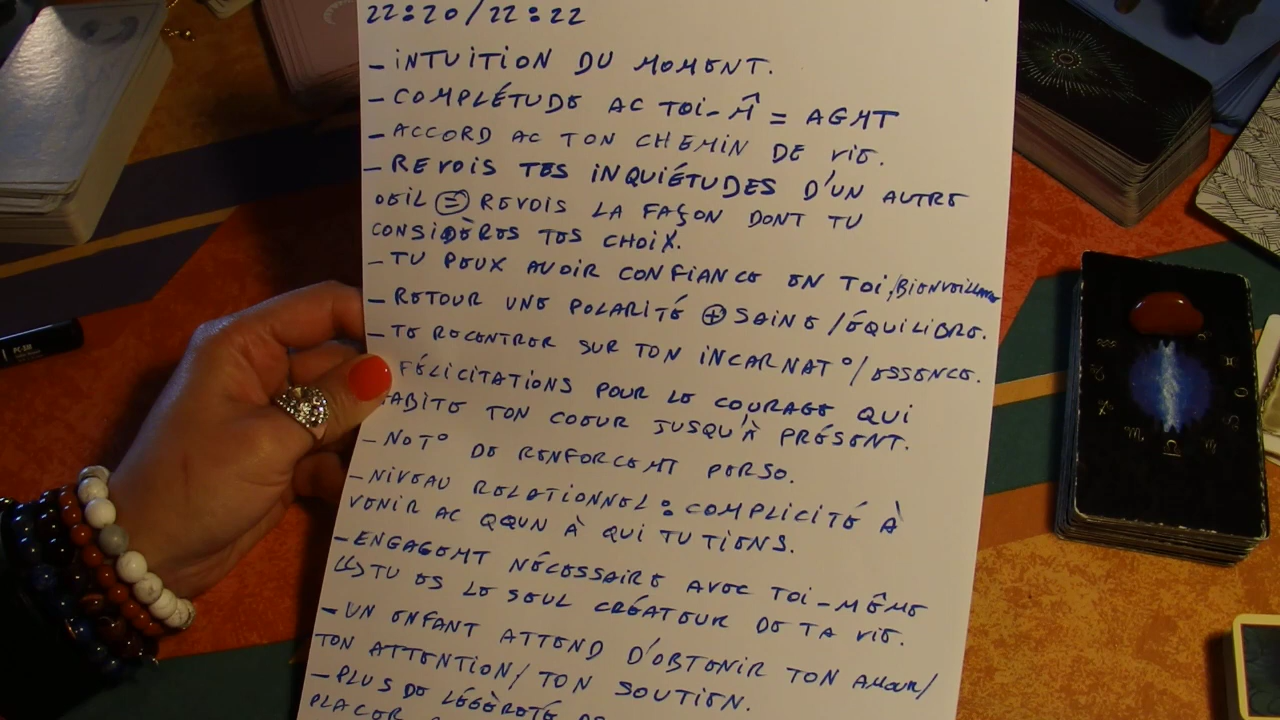 22:20/22:22
- INTUITION DU MOMENT.
- COMPLÉTUDE AC TOI-M̂ = AGMT
- ACCORD AC TON CHEMIN DE VIE.
- REVOIS TES INQUIÉTUDES D'UN AUTRE
OEIL (=) REVOIS LA FAÇON DONT TU
CONSIDÈRES TES CHOIX.
- TU PEUX AVOIR CONFIANCE EN TOI/BIENVEILLANCE
- RETOUR UNE POLARITÉ ⊕ SAINE/ÉQUILIBRE.
- TE RECENTRER SUR TON INCARNAT°/ESSENCE.
FÉLICITATIONS POUR LE COURAGE QUI
HABITE TON COEUR JUSQU'À PRÉSENT.
- NOT° DE RENFORCEMT PERSO.
- NIVEAU RELATIONNEL : COMPLICITÉ À
VENIR AC QQUN À QUI TU TIENS.
- ENGAGEMT NÉCESSAIRE AVEC TOI-MÊME
↳ TU ES LE SEUL CRÉATEUR DE TA VIE.
- UN ENFANT ATTEND D'OBTENIR TON AMOUR/
TON ATTENTION/TON SOUTIEN.
- PLUS DE LÉGÈRETÉ
PLACER